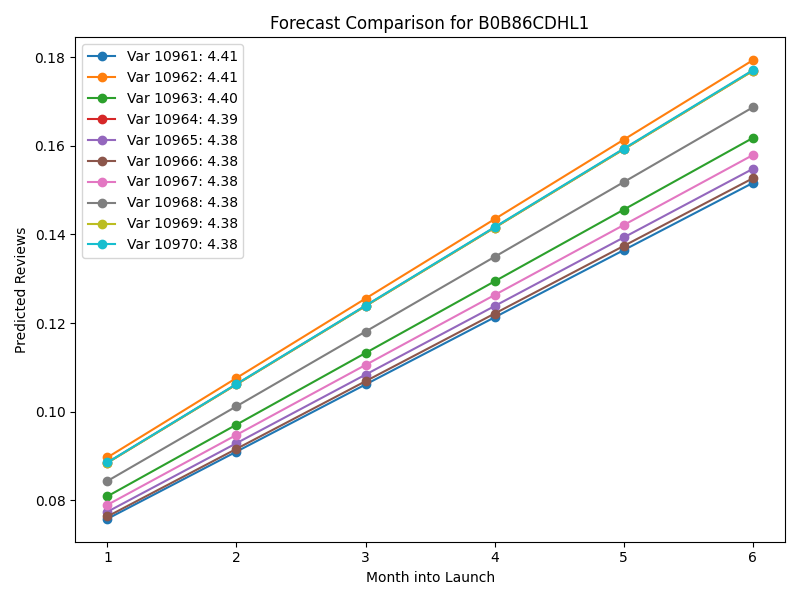 Forecast Comparison for B0B86CDHL1
Var 10961: 4.41
Var 10962: 4.41
Var 10963: 4.40
Var 10964: 4.39
Var 10965: 4.38
Var 10966: 4.38
Var 10967: 4.38
Var 10968: 4.38
Var 10969: 4.38
Var 10970: 4.38
Predicted Reviews
0.18
0.16
0.14
0.12
0.10
0.08
1 2 3 4 5 6
Month into Launch